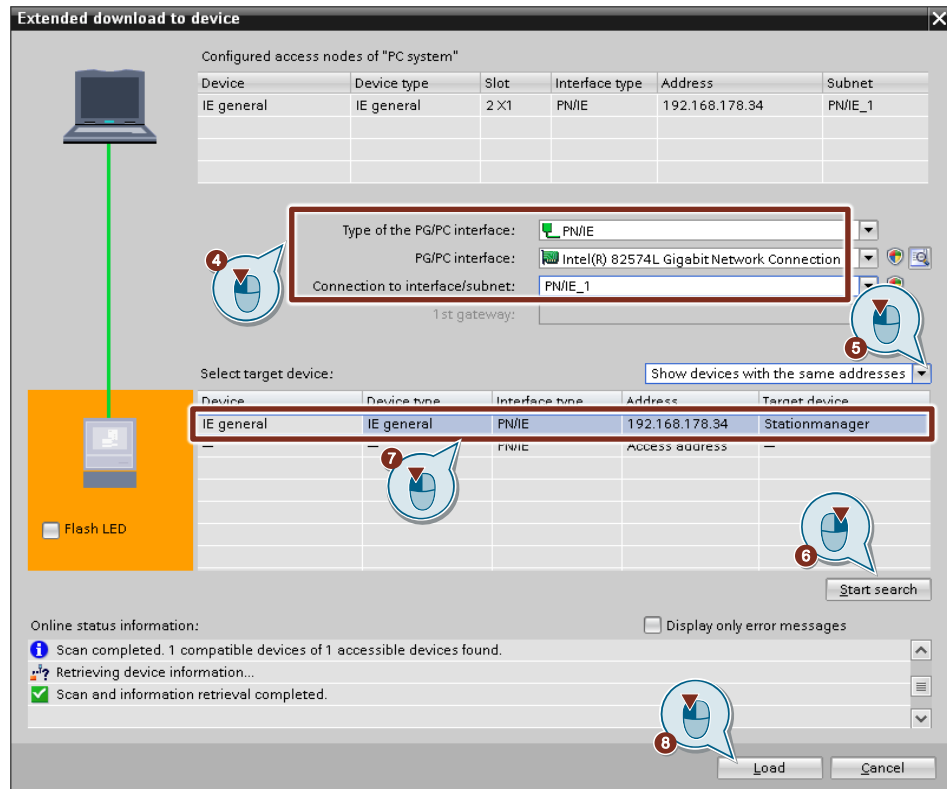 Extended download to device
Configured access nodes of "PC system"
Device Device type Slot Interface type Address Subnet
IE general IE general 2 X1 PN/IE 192.168.178.34 PN/IE_1
Type of the PG/PC interface: PN/IE
4 PG/PC interface: Intel(R) 82574L Gigabit Network Connection
Connection to interface/subnet: PN/IE_1
1st gateway:
5
Select target device: Show devices with the same addresses
Device Device type Interface type Address Target device
IE general IE general PN/IE 192.168.178.34 Stationmanager
— — PN/IE Access address —
7
Flash LED
6
Start search
Online status information: Display only error messages
Scan completed. 1 compatible devices of 1 accessible devices found.
Retrieving device information...
Scan and information retrieval completed.
8
Load Cancel